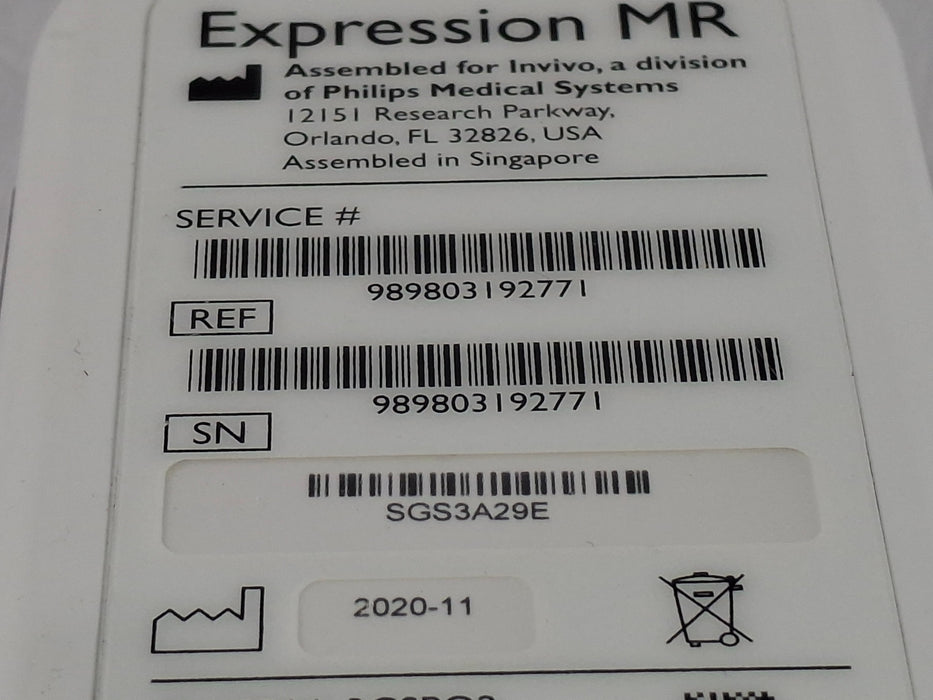 Expression MR
Assembled for Invivo, a division
of Philips Medical Systems
12151 Research Parkway,
Orlando, FL 32826, USA
Assembled in Singapore
SERVICE #
989803192771
REF
989803192771
SN
SGS3A29E
2020-11